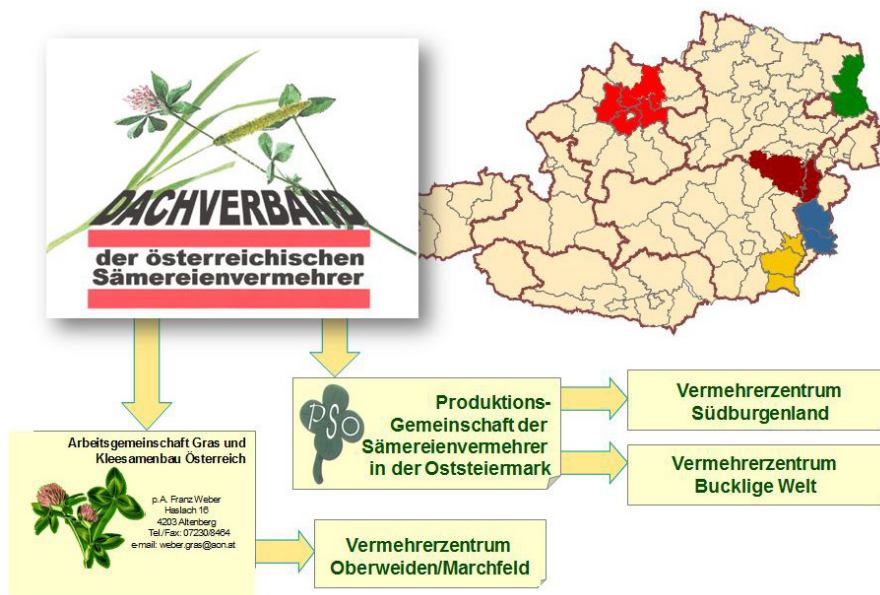 DACHVERBAND
der österreichischen
Sämereienvermehrer
Arbeitsgemeinschaft Gras und
Kleesamenbau Österreich
p.A. Franz Weber
Haslach 16
4203 Altenberg
Tel./Fax: 07230/8464
e-mail: weber.gras@aon.at
PSO
Produktions-
Gemeinschaft der
Sämereienvermehrer
in der Oststeiermark
Vermehrerzentrum
Südburgenland
Vermehrerzentrum
Bucklige Welt
Vermehrerzentrum
Oberweiden/Marchfeld